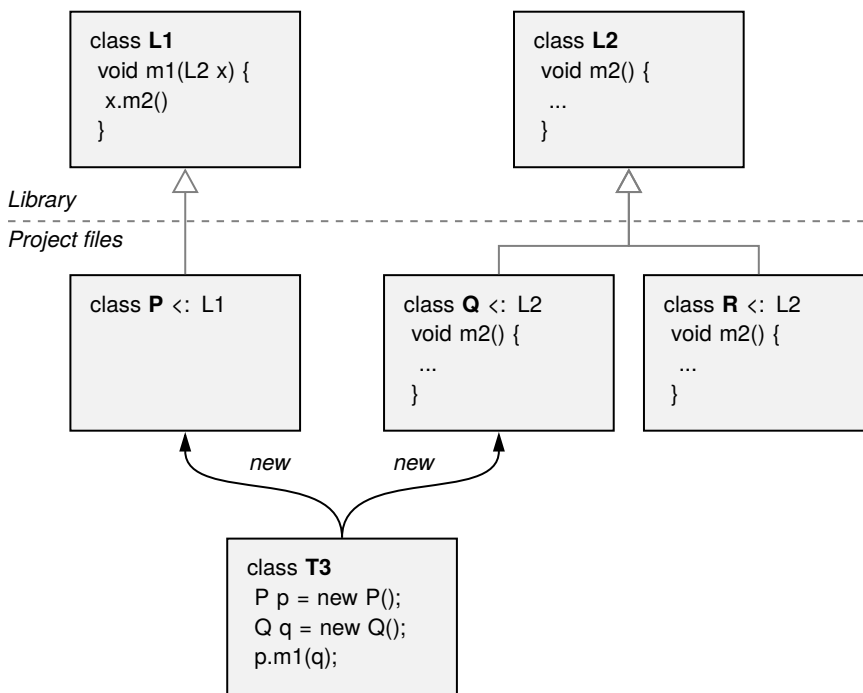 class L1
void m1(L2 x) {
x.m2()
}
class L2
void m2() {
...
}
Library
Project files
class P <: L1
class Q <: L2
void m2() {
...
}
class R <: L2
void m2() {
...
}
new
new
class T3
P p = new P();
Q q = new Q();
p.m1(q);